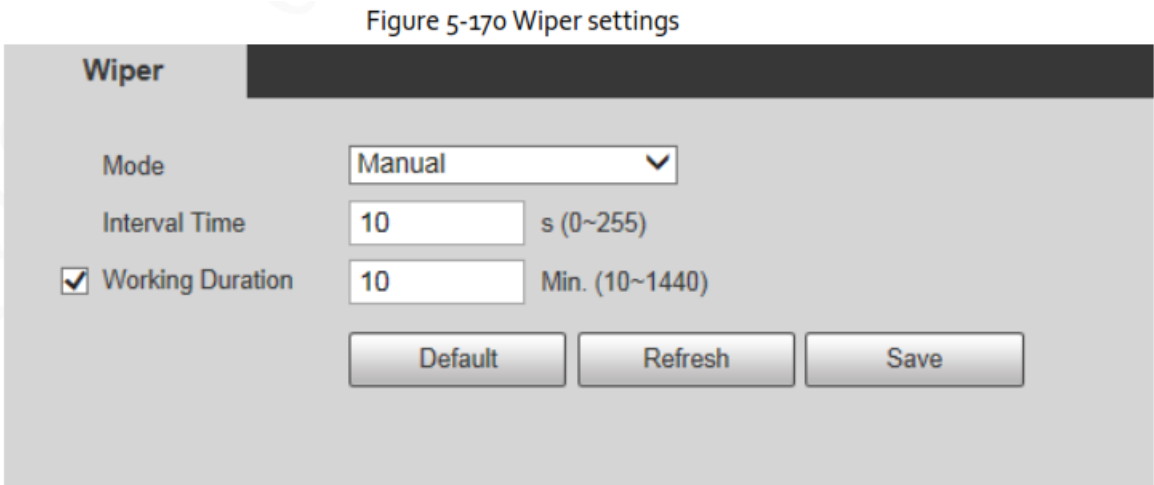 Figure 5-170 Wiper settings
Wiper
Mode Manual
Interval Time 10 s (0~255)
Working Duration 10 Min. (10~1440)
Default Refresh Save